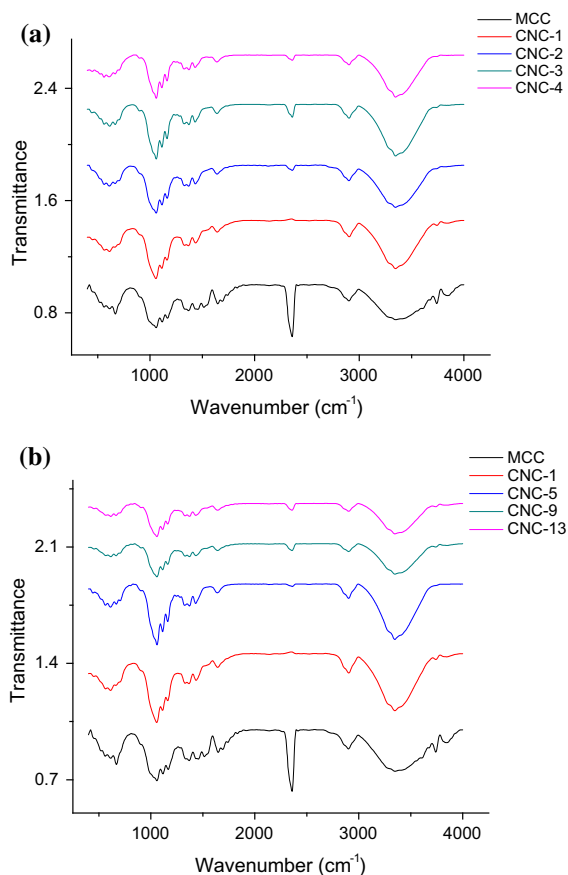 (a)
MCC
CNC-1
CNC-2
CNC-3
CNC-4
Transmittance
2.4
1.6
0.8
1000 2000 3000 4000
Wavenumber (cm⁻¹)
(b)
MCC
CNC-1
CNC-5
CNC-9
CNC-13
Transmittance
2.1
1.4
0.7
1000 2000 3000 4000
Wavenumber (cm⁻¹)